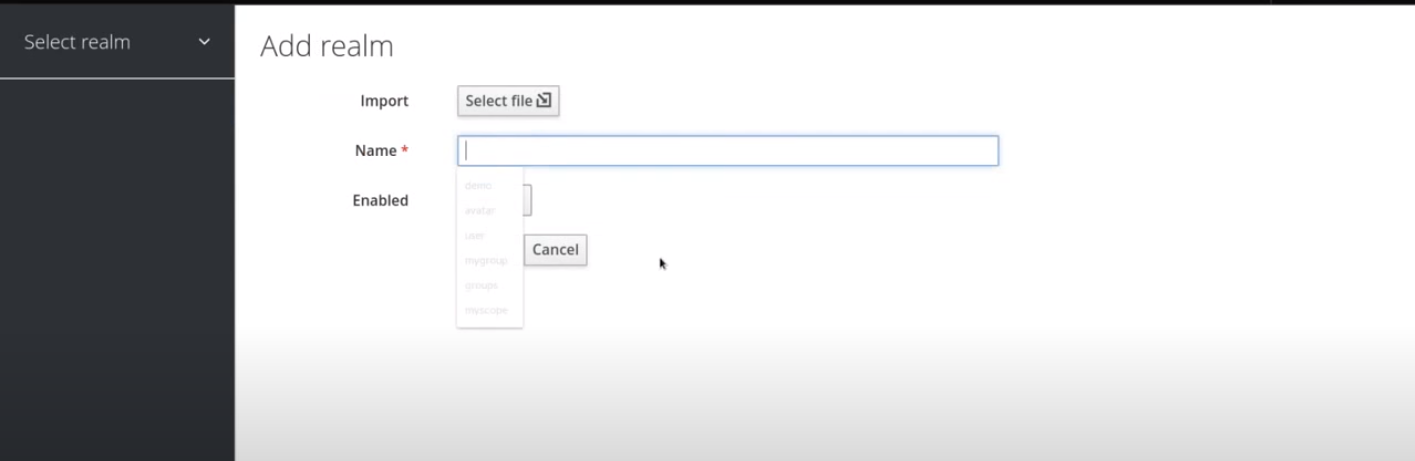 Select realm
Add realm
Import Select file
Name *
demo
Enabled
avatar
user
Cancel
mygroup
groups
myscope